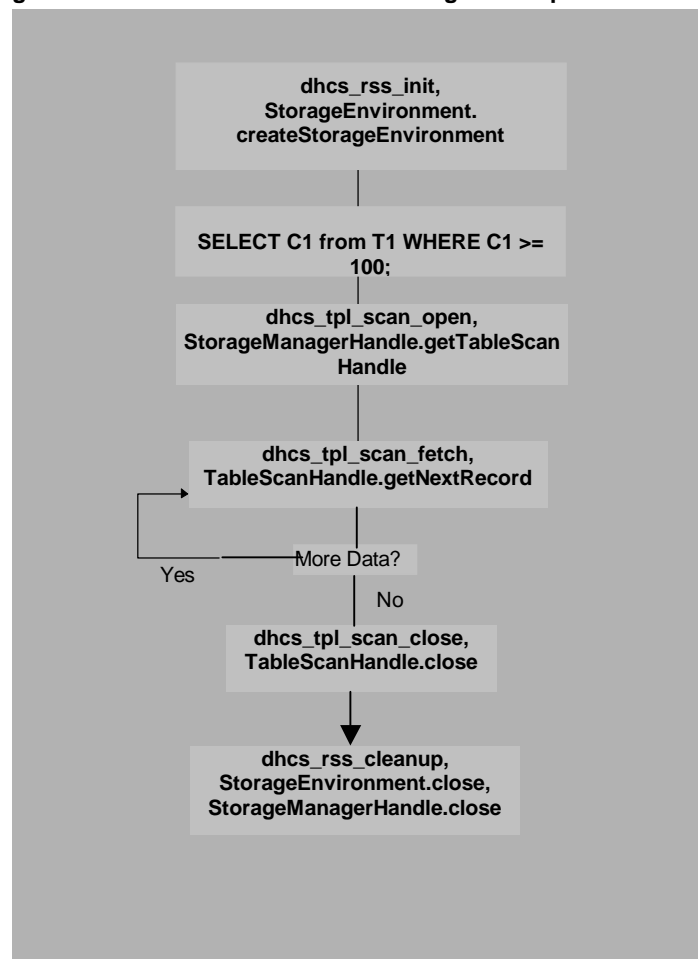 dhcs_rss_init,
StorageEnvironment.
createStorageEnvironment
SELECT C1 from T1 WHERE C1 >=
100;
dhcs_tpl_scan_open,
StorageManagerHandle.getTableScan
Handle
dhcs_tpl_scan_fetch,
TableScanHandle.getNextRecord
More Data?
Yes
No
dhcs_tpl_scan_close,
TableScanHandle.close
dhcs_rss_cleanup,
StorageEnvironment.close,
StorageManagerHandle.close